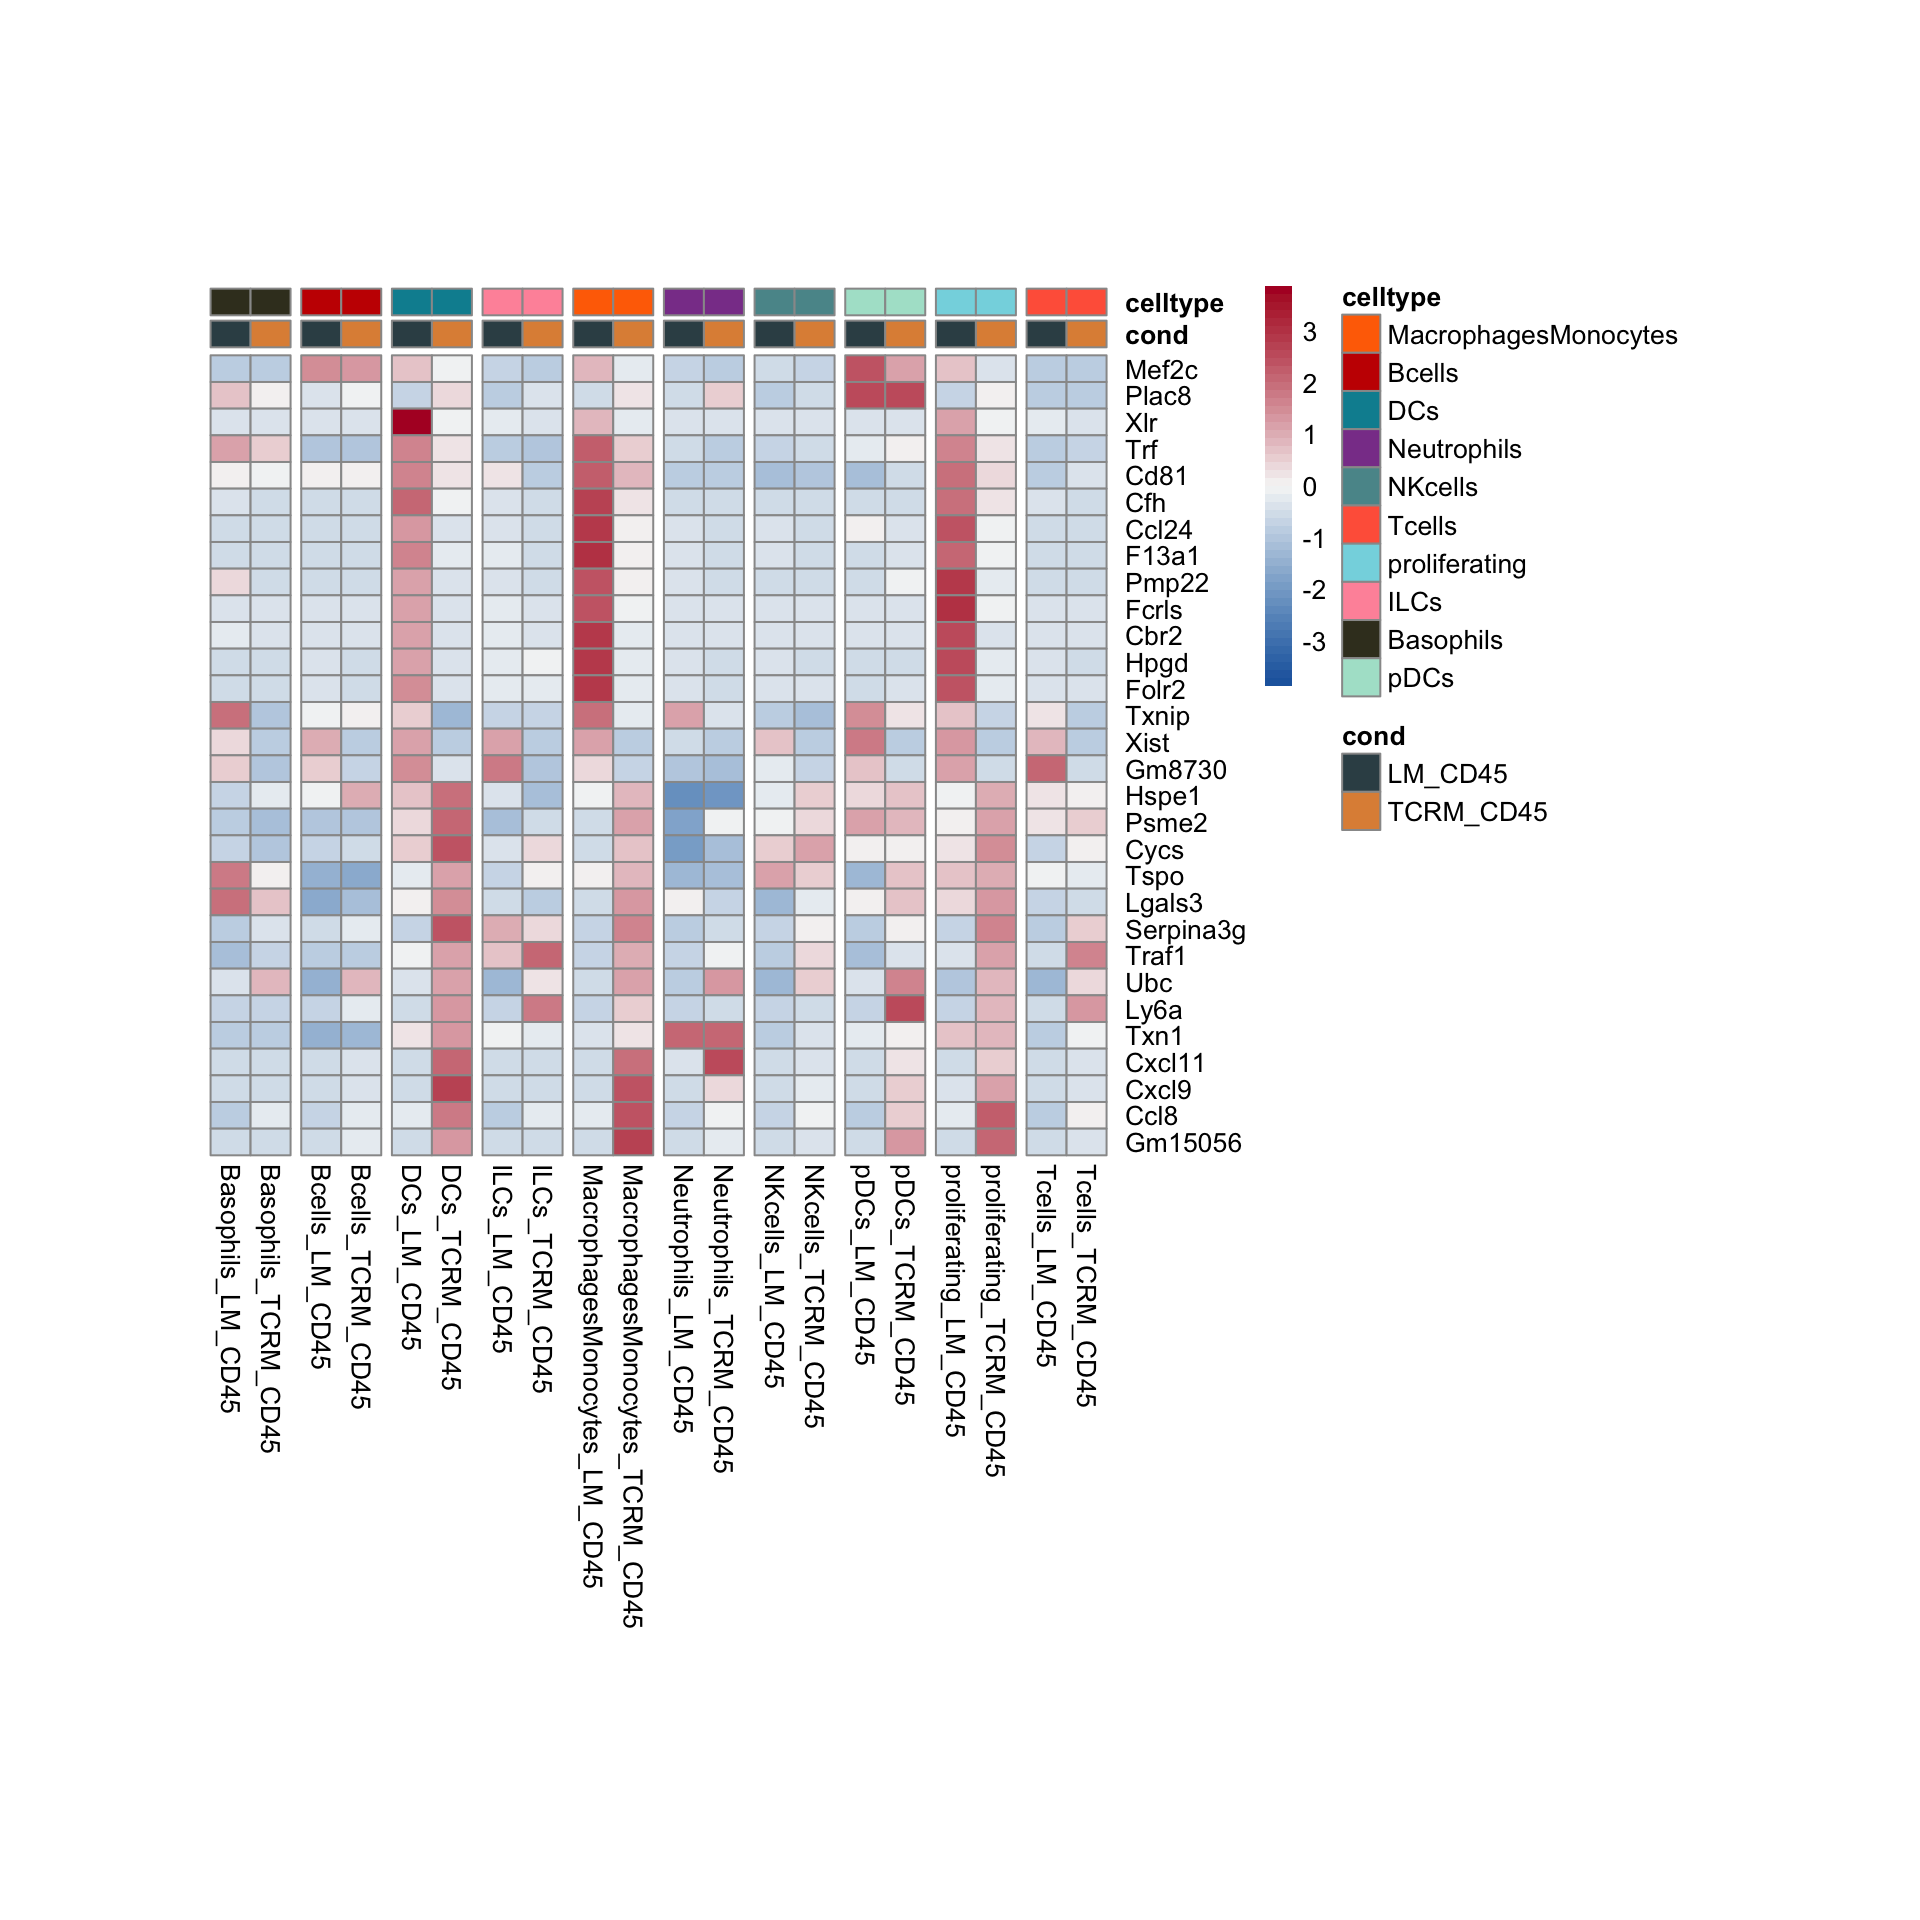 celltype
cond
Mef2c
Plac8
Xlr
Trf
Cd81
Cfh
Ccl24
F13a1
Pmp22
Fcrls
Cbr2
Hpgd
Folr2
Txnip
Xist
Gm8730
Hspe1
Psme2
Cycs
Tspo
Lgals3
Serpina3g
Traf1
Ubc
Ly6a
Txn1
Cxcl11
Cxcl9
Ccl8
Gm15056
Basophils_LM_CD45
Basophils_TCRM_CD45
Bcells_LM_CD45
Bcells_TCRM_CD45
DCs_LM_CD45
DCs_TCRM_CD45
ILCs_LM_CD45
ILCs_TCRM_CD45
MacrophagesMonocytes_LM_CD45
MacrophagesMonocytes_TCRM_CD45
Neutrophils_LM_CD45
Neutrophils_TCRM_CD45
NKcells_LM_CD45
NKcells_TCRM_CD45
pDCs_LM_CD45
pDCs_TCRM_CD45
proliferating_LM_CD45
proliferating_TCRM_CD45
Tcells_LM_CD45
Tcells_TCRM_CD45
3
2
1
0
-1
-2
-3
celltype
MacrophagesMonocytes
Bcells
DCs
Neutrophils
NKcells
Tcells
proliferating
ILCs
Basophils
pDCs
cond
LM_CD45
TCRM_CD45